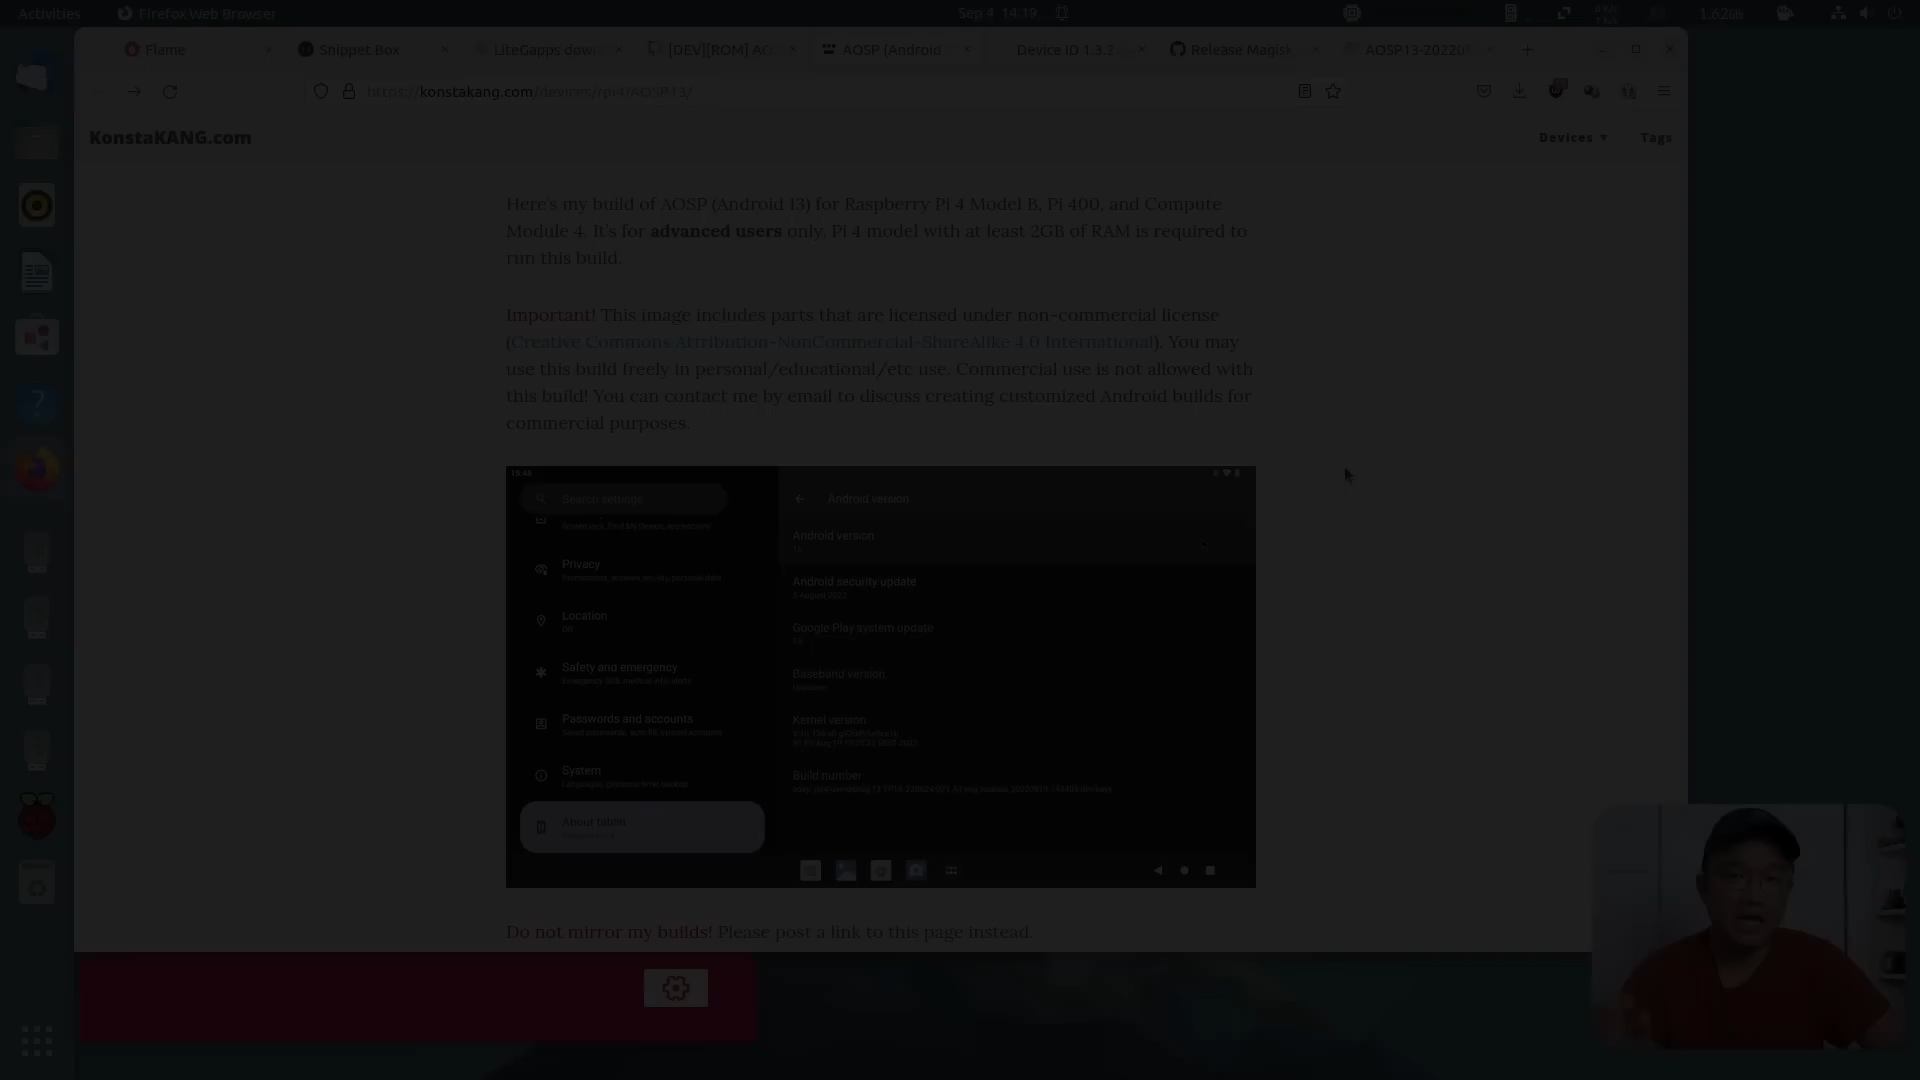 Activities
Firefox Web Browser
Sep 4 14:19
Flame
Snippet Box
LiteGapps dow
[DEV][ROM] AO
AOSP (Android
Device ID 1.3.2
Release Magisk
AOSP13-20220
https://konstakang.com/devices/rpi4/AOSP13/
KonstaKANG.com
Devices
Tags
Here's my build of AOSP (Android 13) for Raspberry Pi 4 Model B, Pi 400, and Compute
Module 4. It's for advanced users only. Pi 4 model with at least 2GB of RAM is required to
run this build.
Important! This image includes parts that are licensed under non-commercial license
(Creative Commons Attribution-NonCommercial-ShareAlike 4.0 International). You may
use this build freely in personal/educational/etc use. Commercial use is not allowed with
this build! You can contact me by email to discuss creating customized Android builds for
commercial purposes.
Search settings
Android version
Android version
Privacy
Android security update
5 August 2022
Location
On
Google Play system update
Safety and emergency
Baseband version
Passwords and accounts
Kernel version
System
Build number
About tablet
Do not mirror my builds! Please post a link to this page instead.